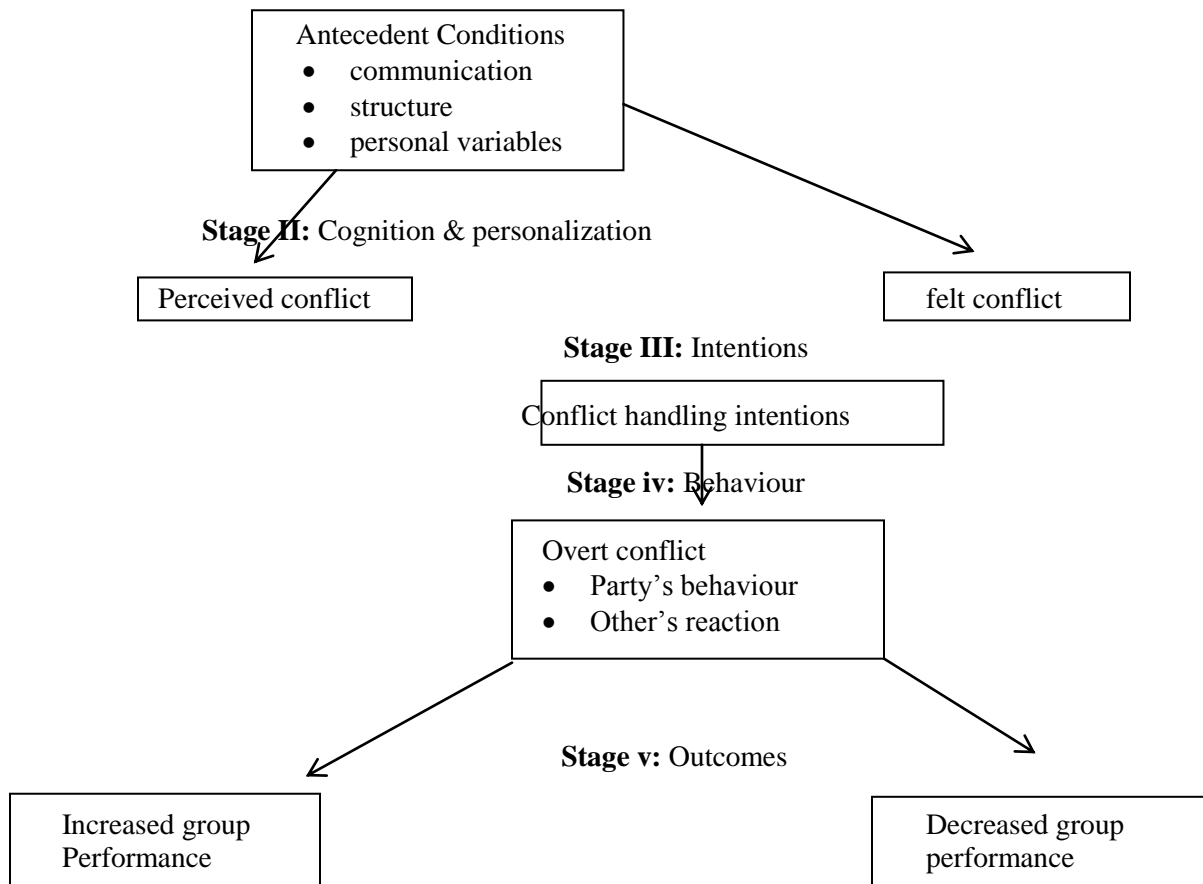 Antecedent Conditions
• communication
• structure
• personal variables
Stage II: Cognition & personalization
Perceived conflict
felt conflict
Stage III: Intentions
Conflict handling intentions
Stage iv: Behaviour
Overt conflict
• Party’s behaviour
• Other’s reaction
Stage v: Outcomes
Increased group
Performance
Decreased group
performance